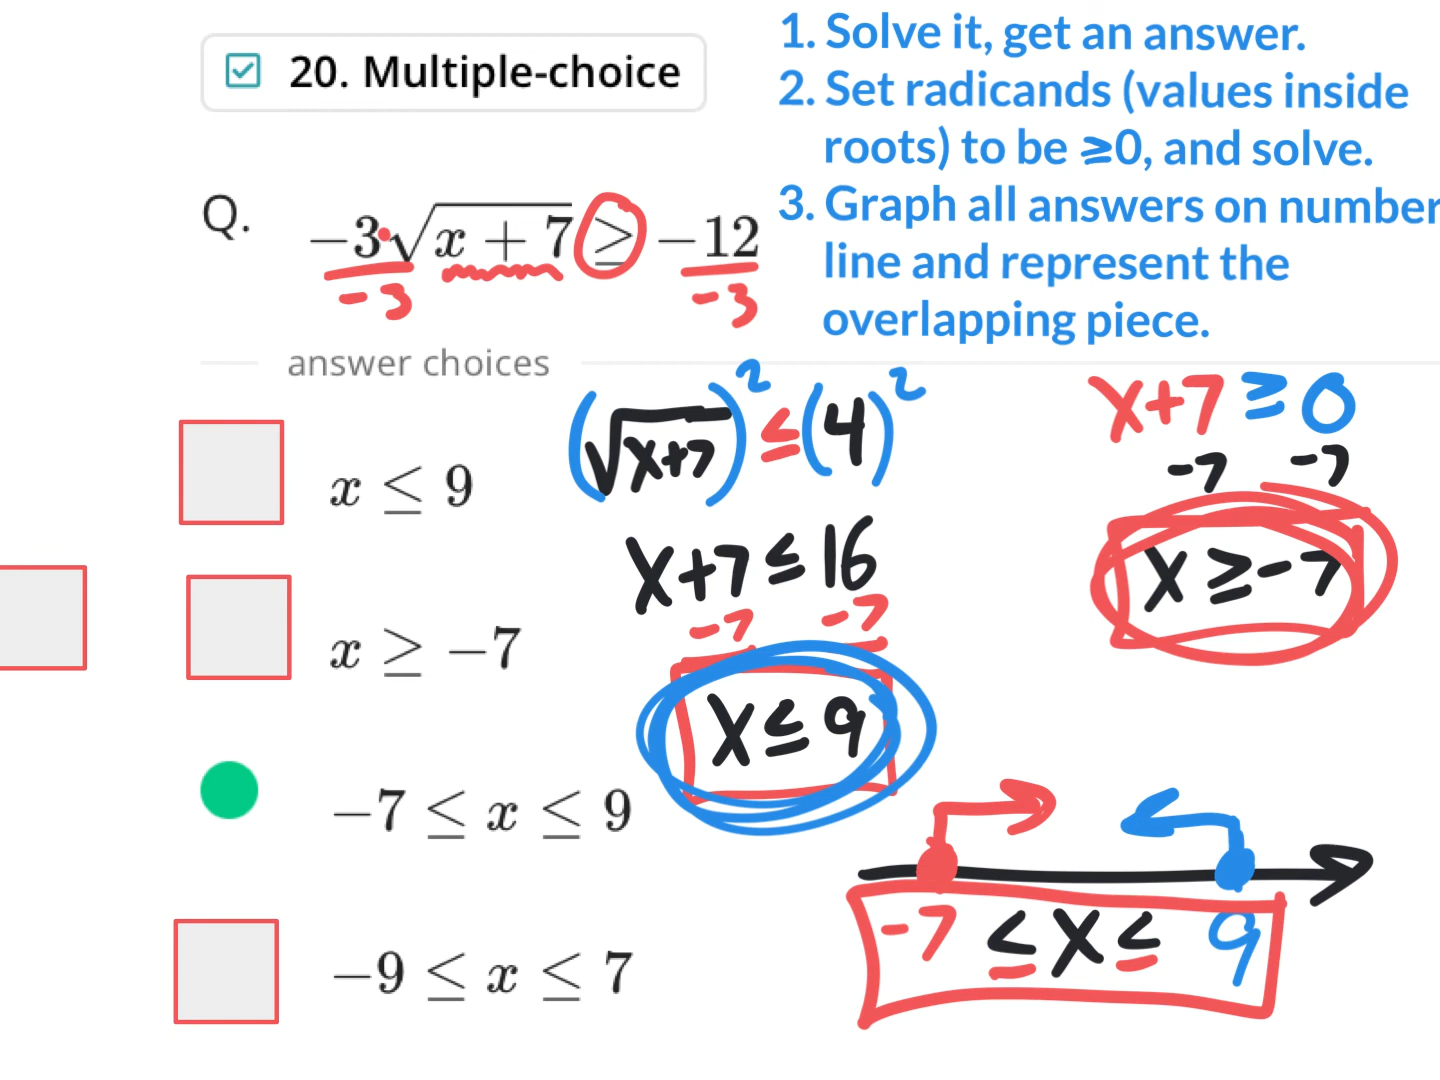 20. Multiple-choice
1. Solve it, get an answer.
2. Set radicands (values inside
roots) to be ≥0, and solve.
3. Graph all answers on number
line and represent the
overlapping piece.
Q. −3·√x + 7 ≥ −12
-3 -3
answer choices
(√x+7)² ≤ (4)²
x+7 ≥ 0
-7 -7
x ≤ 9
x+7 ≤ 16
-7 -7
x ≥ -7
x ≥ −7
x ≤ 9
−7 ≤ x ≤ 9
-7 ≤ x ≤ 9
−9 ≤ x ≤ 7